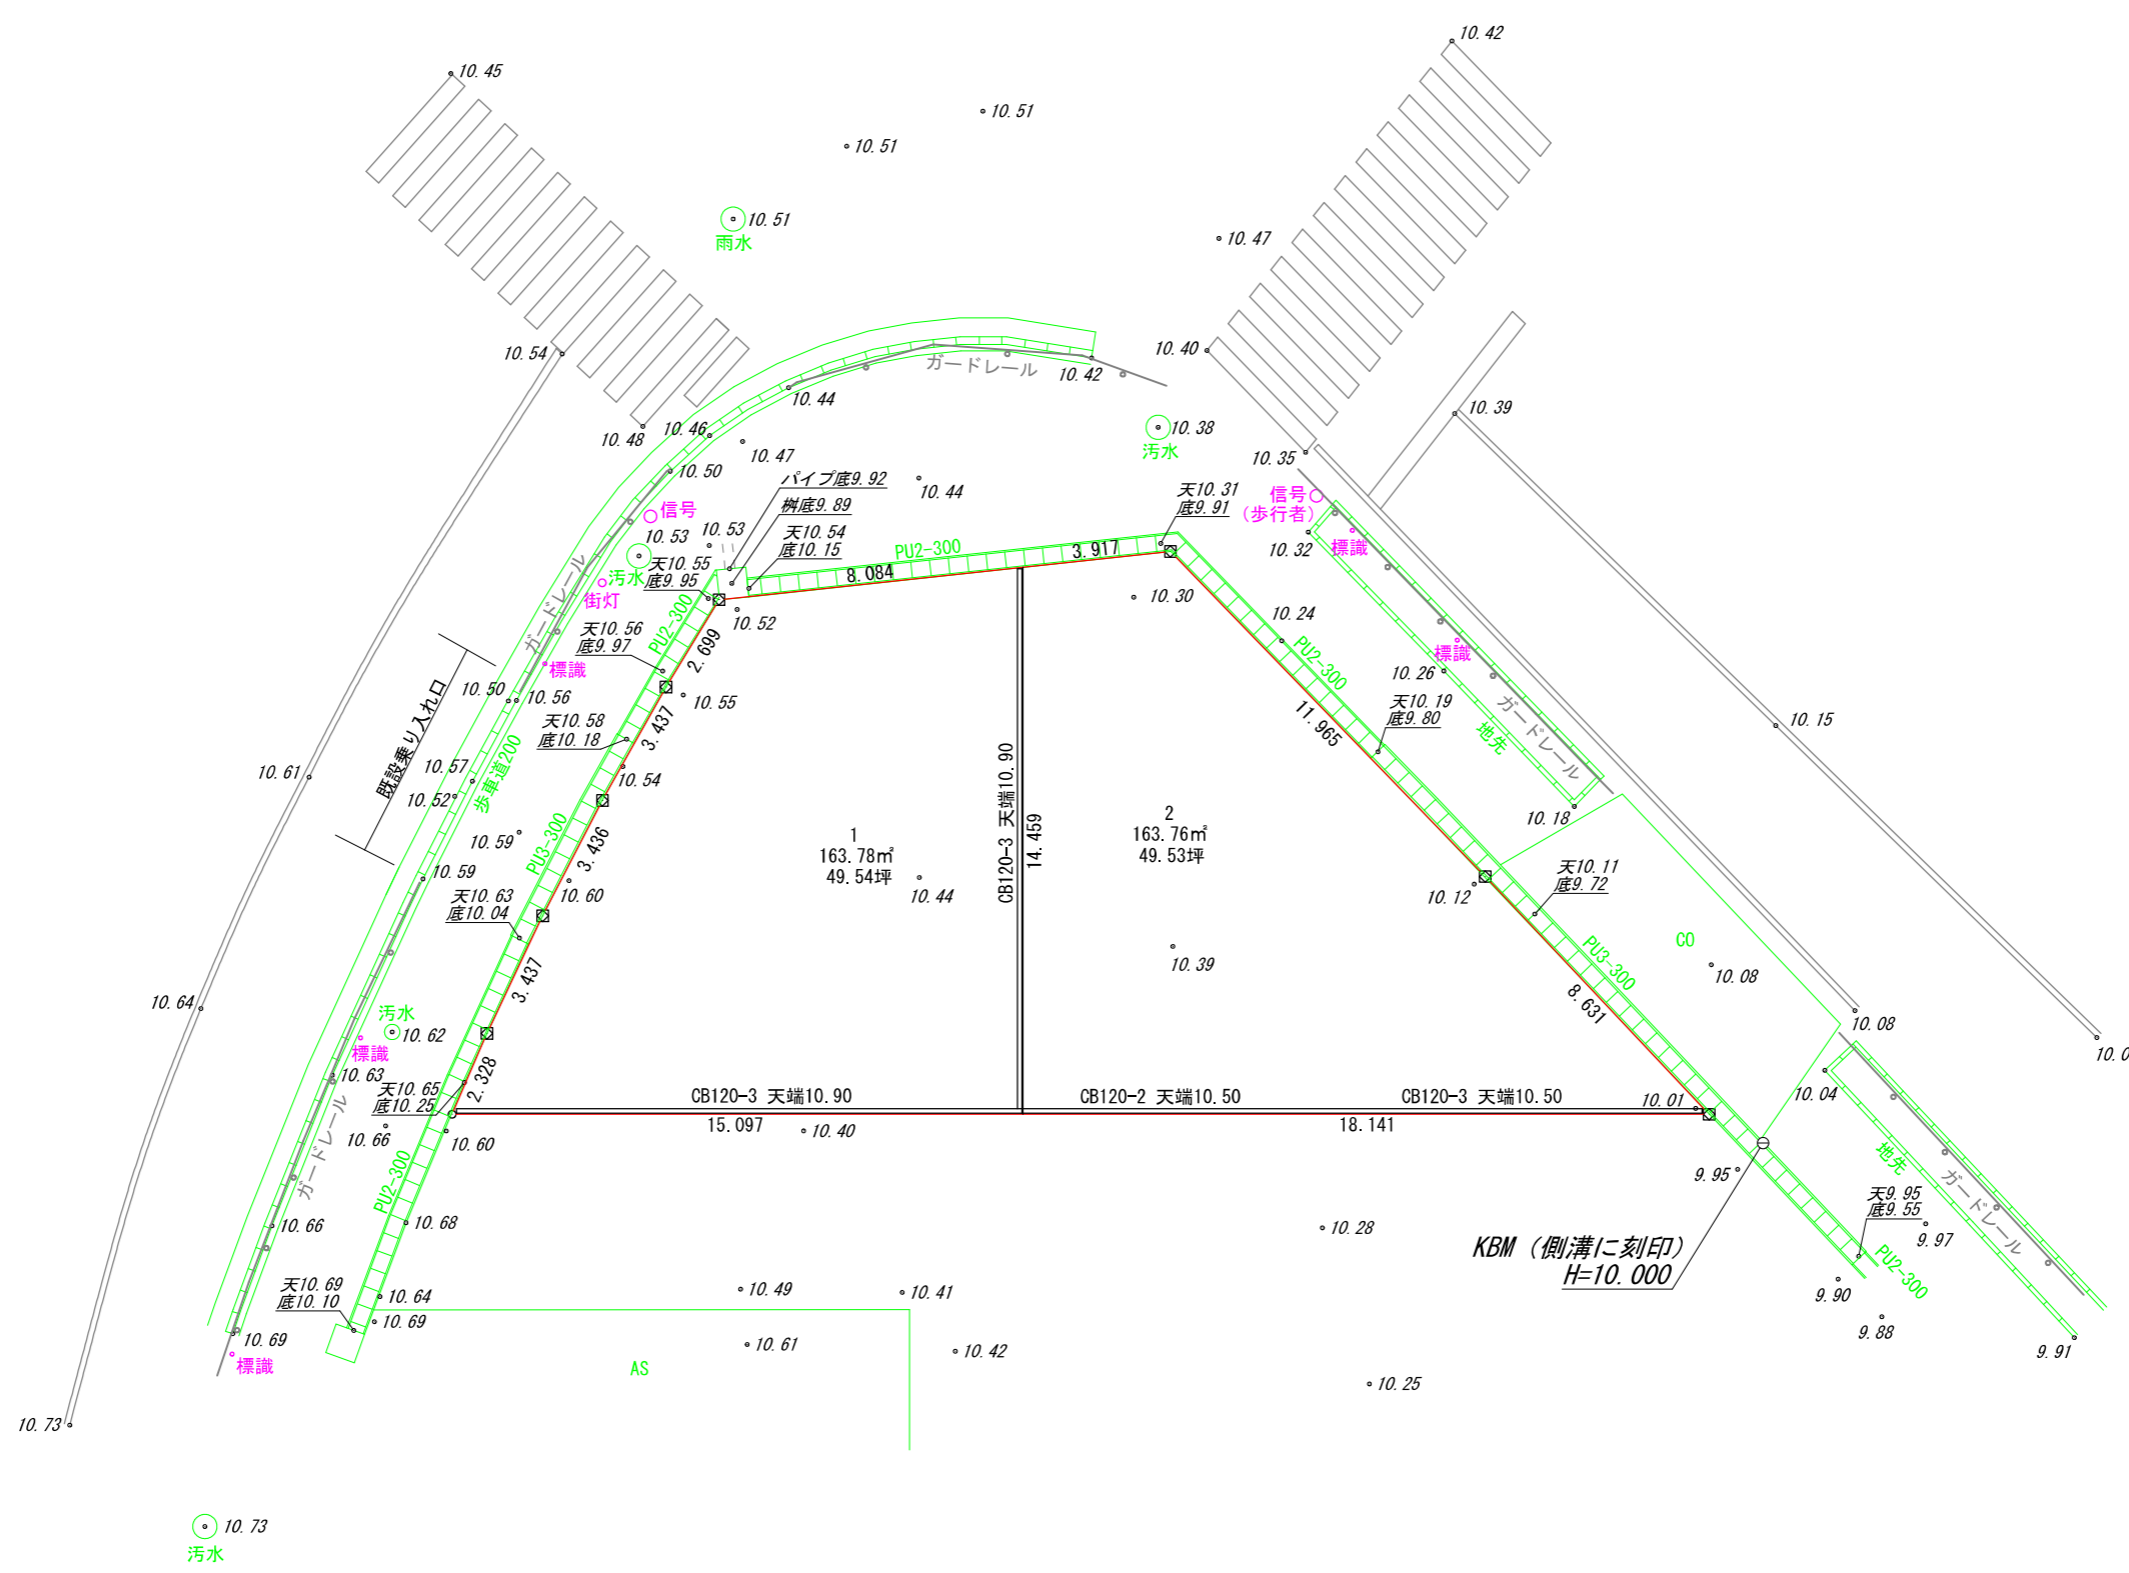 10.42
10.45
10.51
10.51
10.51
雨水
10.47
10.54
10.40
ガードレール
10.42
10.44
10.39
10.48
10.46
10.47
10.38
汚水
10.35
10.50
パイプ底9.92
10.44
桝底9.89
天10.31
底9.91
信号
(歩行者)
信号
10.53
10.53
天10.54
底10.15
PU2-300
3.917
10.32
標識
天10.55
底9.95
8.084
汚水
街灯
ガードレール
10.52
10.30
10.24
PU2-300
天10.56
底9.97
PU2-300
2.699
標識
標識
10.26
10.50
10.56
10.55
既設乗り入れ口
天10.58
底10.18
3.437
11.965
天10.19
底9.80
ガードレール
地先
10.15
10.61
10.57
10.52
歩車道200
10.54
CB120-3 天端10.90
14.459
10.59
PU3-300
3.436
1
163.78㎡
49.54坪
2
163.76㎡
49.53坪
10.18
10.59
10.60
10.44
10.12
天10.11
底9.72
天10.63
底10.04
3.437
10.39
CO
PU3-300
10.08
8.631
10.64
汚水
10.62
標識
10.08
10.0
10.63
天10.65
底10.25
2.328
CB120-3 天端10.90
CB120-2 天端10.50
CB120-3 天端10.50
10.01
10.04
15.097
10.40
18.141
10.66
10.60
ガードレール
PU2-300
9.95
地先
ガードレール
10.66
10.68
10.28
KBM (側溝に刻印)
H=10.000
天9.95
底9.55
9.97
PU2-300
天10.69
底10.10
10.64
10.49
10.41
9.90
10.69
10.69
標識
10.61
10.42
9.88
9.91
AS
10.25
10.73
10.73
汚水